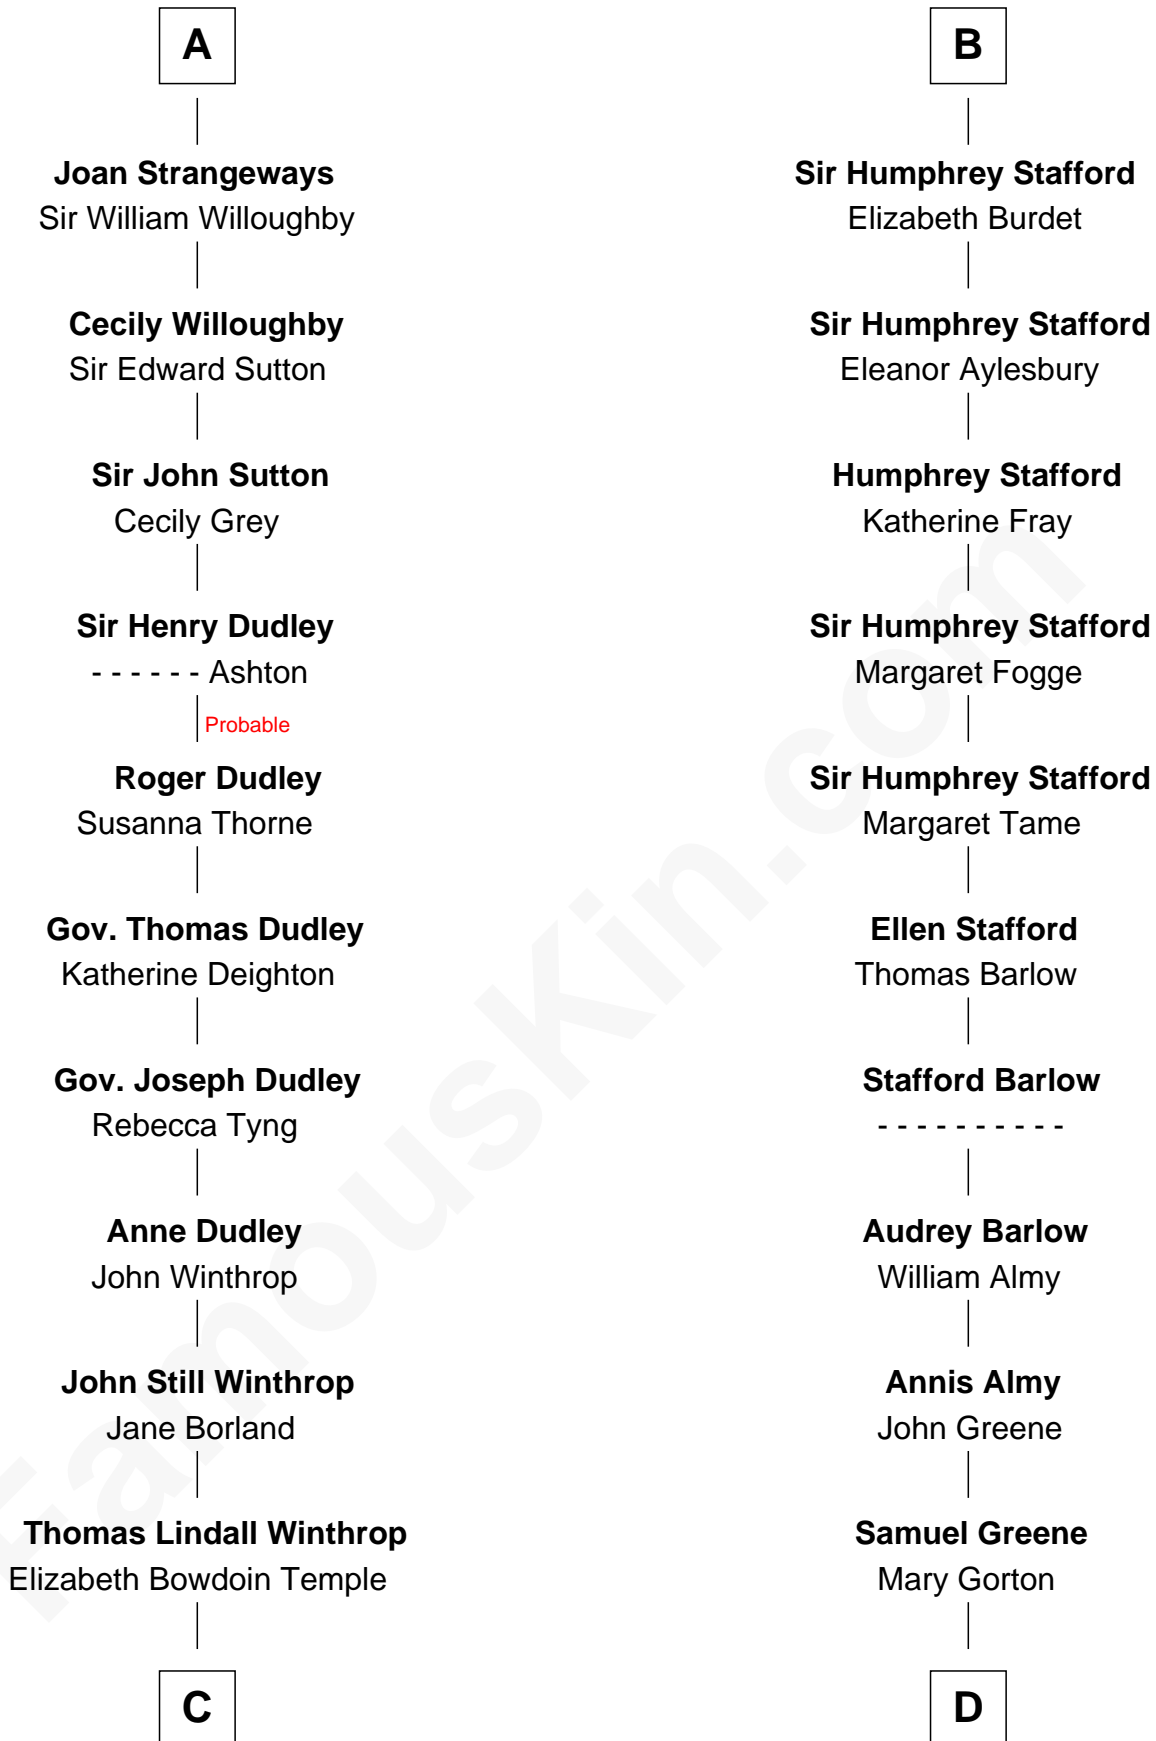 A
Joan Strangeways
Sir William Willoughby
Cecily Willoughby
Sir Edward Sutton
Sir John Sutton
Cecily Grey
Sir Henry Dudley
- - - - - - Ashton
Probable
Roger Dudley
Susanna Thorne
Gov. Thomas Dudley
Katherine Deighton
Gov. Joseph Dudley
Rebecca Tyng
Anne Dudley
John Winthrop
John Still Winthrop
Jane Borland
Thomas Lindall Winthrop
Elizabeth Bowdoin Temple
C
B
Sir Humphrey Stafford
Elizabeth Burdet
Sir Humphrey Stafford
Eleanor Aylesbury
Humphrey Stafford
Katherine Fray
Sir Humphrey Stafford
Margaret Fogge
Sir Humphrey Stafford
Margaret Tame
Ellen Stafford
Thomas Barlow
Stafford Barlow
- - - - - - - - - -
Audrey Barlow
William Almy
Annis Almy
John Greene
Samuel Greene
Mary Gorton
D
FamousKin.com